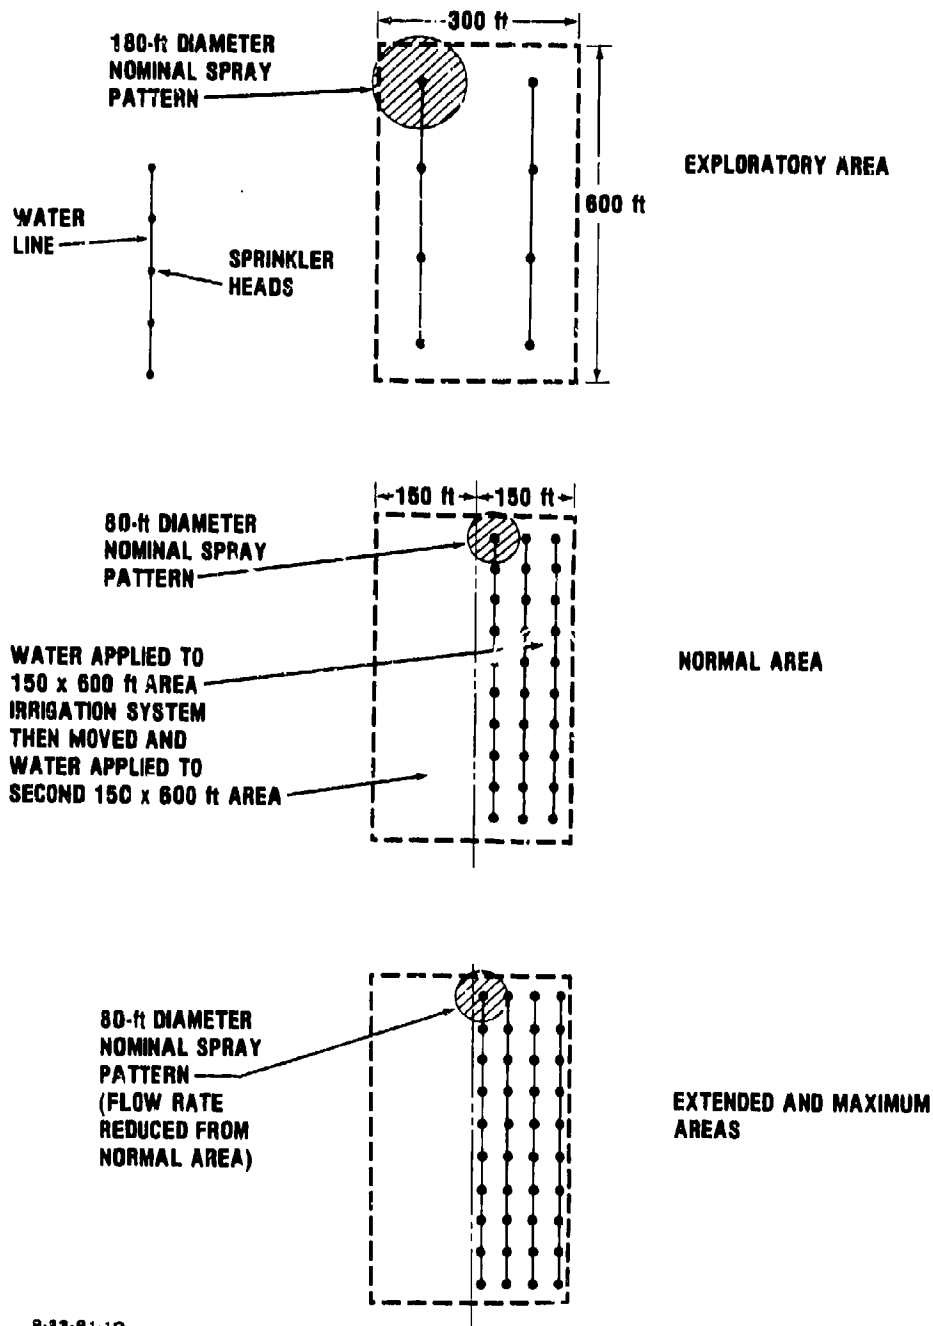 300 ft
180-ft DIAMETER
NOMINAL SPRAY
PATTERN
EXPLORATORY AREA
600 ft
WATER
LINE
SPRINKLER
HEADS
150 ft
150 ft
80-ft DIAMETER
NOMINAL SPRAY
PATTERN
WATER APPLIED TO
150 x 600 ft AREA
IRRIGATION SYSTEM
THEN MOVED AND
WATER APPLIED TO
SECOND 150 x 600 ft AREA
NORMAL AREA
80-ft DIAMETER
NOMINAL SPRAY
PATTERN
(FLOW RATE
REDUCED FROM
NORMAL AREA)
EXTENDED AND MAXIMUM
AREAS